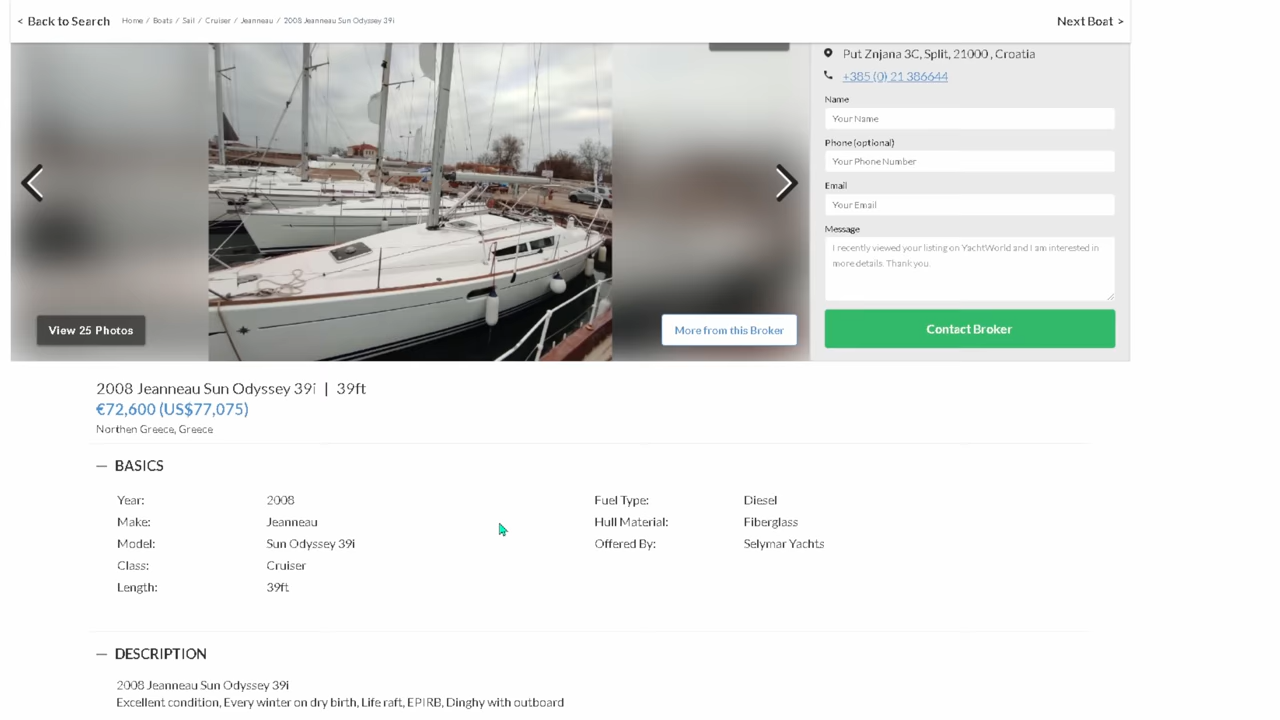 < Back to Search
Home / Boats / Sail / Cruiser / Jeanneau / 2008 Jeanneau Sun Odyssey 39i
Next Boat >
Put Znjana 3C, Split, 21000 , Croatia
+385 (0) 21 386644
Name
Your Name
Phone (optional)
Your Phone Number
Email
Your Email
Message
I recently viewed your listing on YachtWorld and I am interested in
more details. Thank you.
Contact Broker
View 25 Photos
More from this Broker
2008 Jeanneau Sun Odyssey 39i | 39ft
€72,600 (US$77,075)
Northen Greece, Greece
— BASICS
Year: 2008
Make: Jeanneau
Model: Sun Odyssey 39i
Class: Cruiser
Length: 39ft
Fuel Type: Diesel
Hull Material: Fiberglass
Offered By: Selymar Yachts
— DESCRIPTION
2008 Jeanneau Sun Odyssey 39i
Excellent condition, Every winter on dry birth, Life raft, EPIRB, Dinghy with outboard